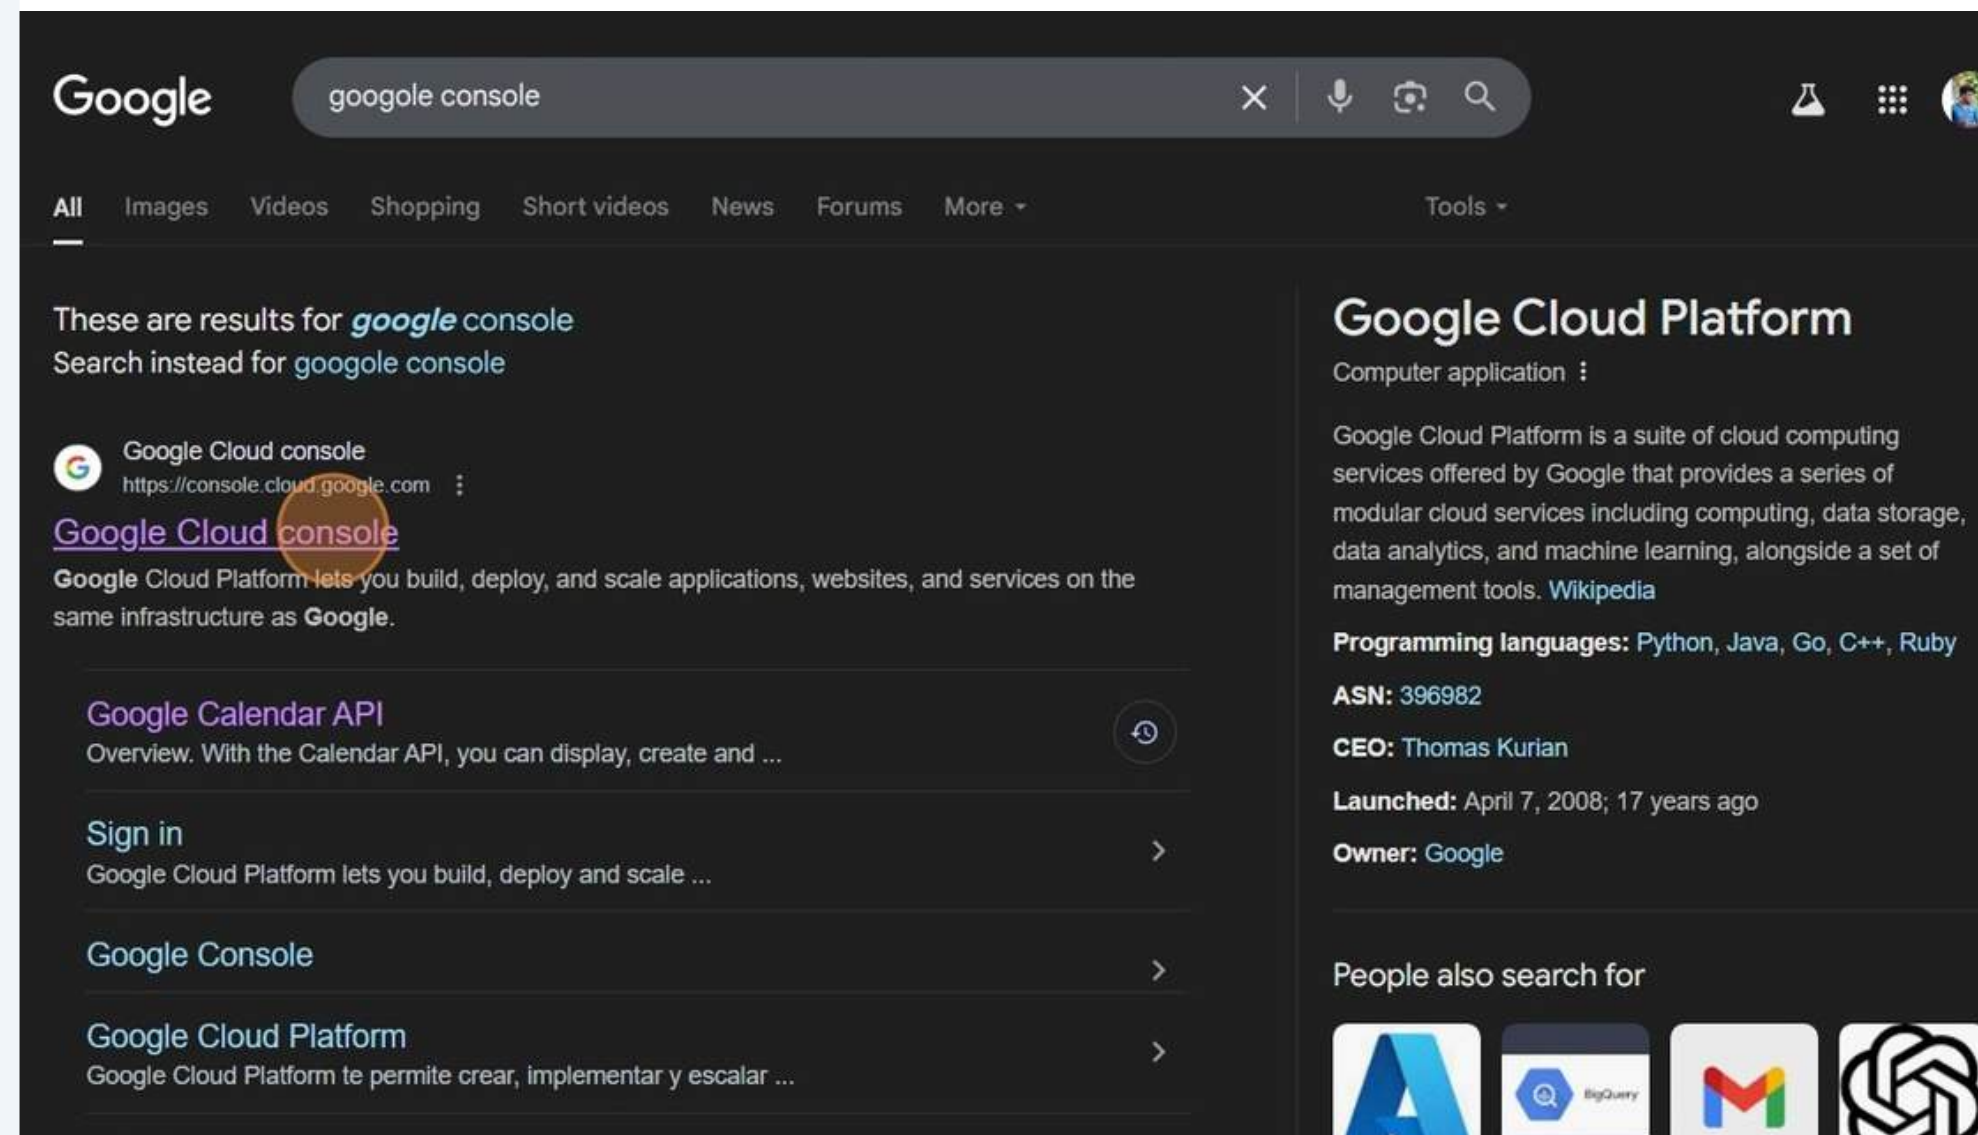 Google
googole console
All Images Videos Shopping Short videos News Forums More Tools
These are results for google console
Search instead for googole console
Google Cloud console
https://console.cloud.google.com
Google Cloud console
Google Cloud Platform lets you build, deploy, and scale applications, websites, and services on the
same infrastructure as Google.
Google Calendar API
Overview. With the Calendar API, you can display, create and ...
Sign in
Google Cloud Platform lets you build, deploy and scale ...
Google Console
Google Cloud Platform
Google Cloud Platform te permite crear, implementar y escalar ...
Google Cloud Platform
Computer application
Google Cloud Platform is a suite of cloud computing
services offered by Google that provides a series of
modular cloud services including computing, data storage,
data analytics, and machine learning, alongside a set of
management tools. Wikipedia
Programming languages: Python, Java, Go, C++, Ruby
ASN: 396982
CEO: Thomas Kurian
Launched: April 7, 2008; 17 years ago
Owner: Google
People also search for
BigQuery